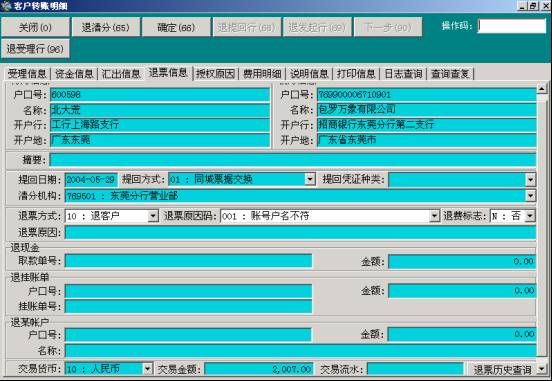 客户转账明细
关闭(0) 退清分(65) 确定(66) 退提回行(68) 退发起行(69) 下一步(90) 操作码:
退受理行(96)
受理信息 资金信息 汇出信息 退票信息 授权原因 费用明细 说明信息 打印信息 日志查询 查询查复
户口号: 600598 户口号: 769900006710901
名称: 北大荒 名称: 包罗万象有限公司
开户行: 工行上海路支行 开户行: 招商银行东莞分行第二支行
开户地: 广东东莞 开户地: 广东省东莞市
摘要:
提回日期: 2004-05-29 提回方式: 01 : 同城票据交换 提回凭证种类:
清分机构: 769501 : 东莞分行营业部
退票方式: 10 : 退客户 退票原因码: 001 : 账号户名不符 退费标志: N : 否
退票原因:
退现金
取款单号: 金额: 0.00
退挂账单
户口号: 金额: 0.00
挂账单号:
退某帐户
户口号: 金额: 0.00
名称:
交易货币: 10 : 人民币 交易金额: 2,007.00 交易流水: 退票历史查询